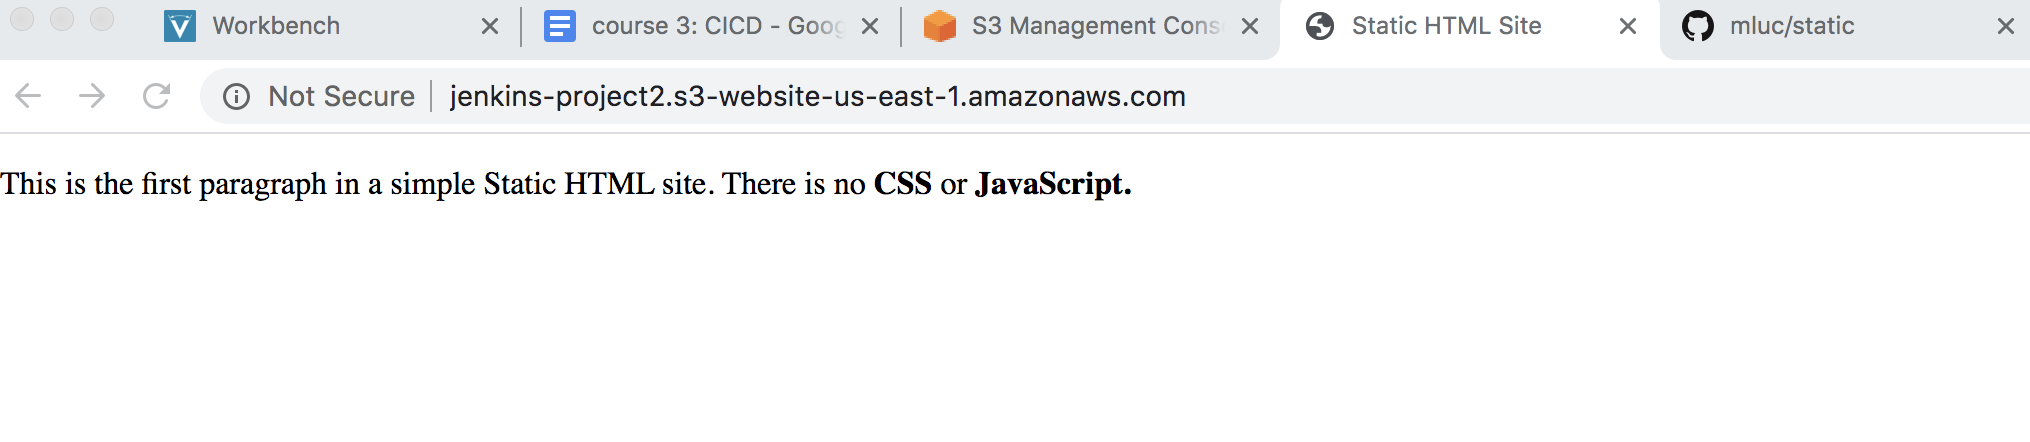 Workbench
course 3: CICD - Goog
S3 Management Cons
Static HTML Site
mluc/static
Not Secure
jenkins-project2.s3-website-us-east-1.amazonaws.com
This is the first paragraph in a simple Static HTML site. There is no CSS or JavaScript.